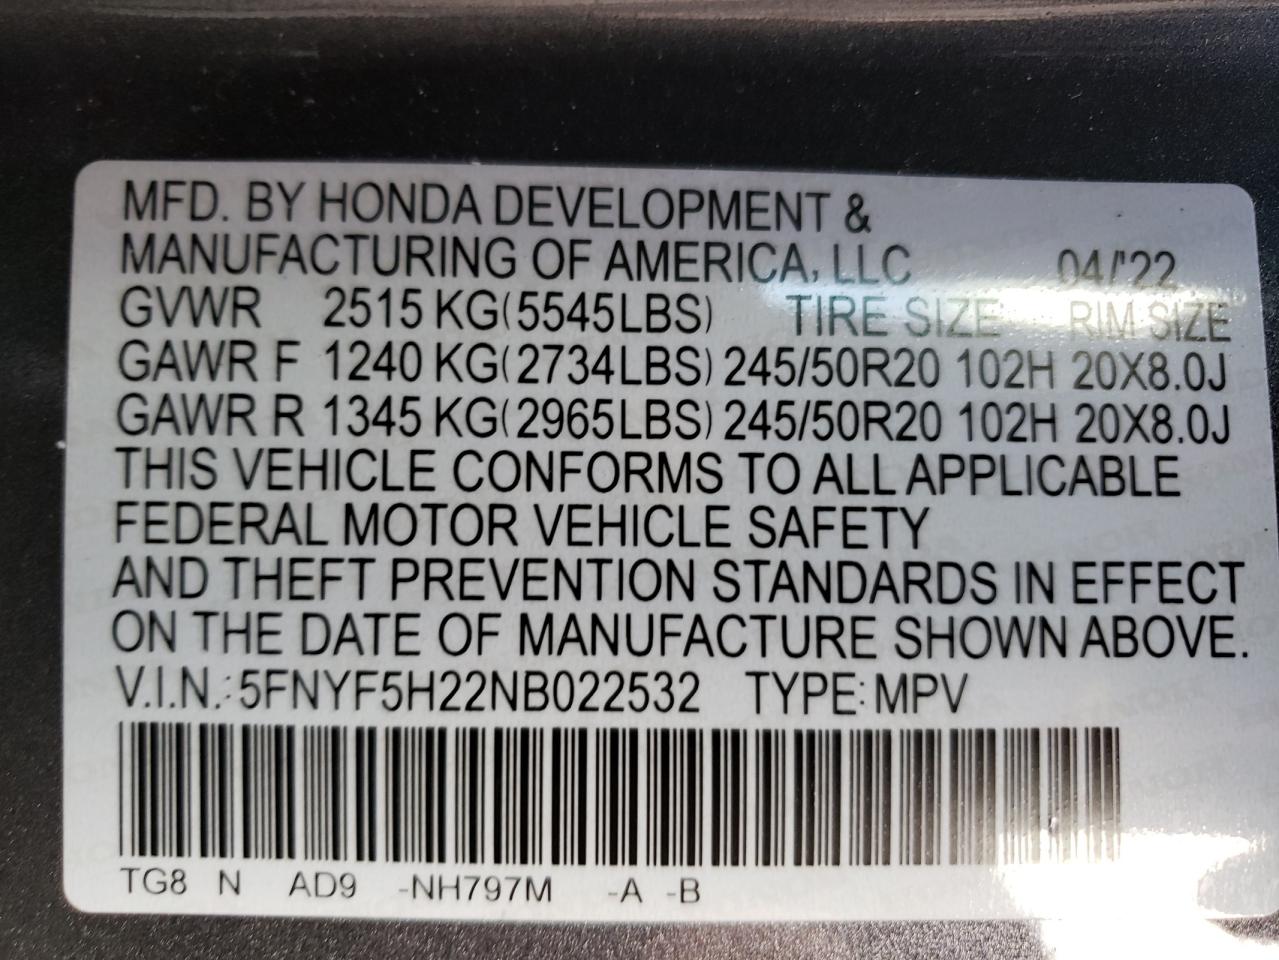 MFD. BY HONDA DEVELOPMENT &
MANUFACTURING OF AMERICA, LLC 04/'22
GVWR 2515 KG(5545LBS) TIRE SIZE RIM SIZE
GAWR F 1240 KG(2734LBS) 245/50R20 102H 20X8.0J
GAWR R 1345 KG(2965LBS) 245/50R20 102H 20X8.0J
THIS VEHICLE CONFORMS TO ALL APPLICABLE
FEDERAL MOTOR VEHICLE SAFETY
AND THEFT PREVENTION STANDARDS IN EFFECT
ON THE DATE OF MANUFACTURE SHOWN ABOVE.
V.I.N.: 5FNYF5H22NB022532 TYPE: MPV
TG8 N AD9 -NH797M -A -B